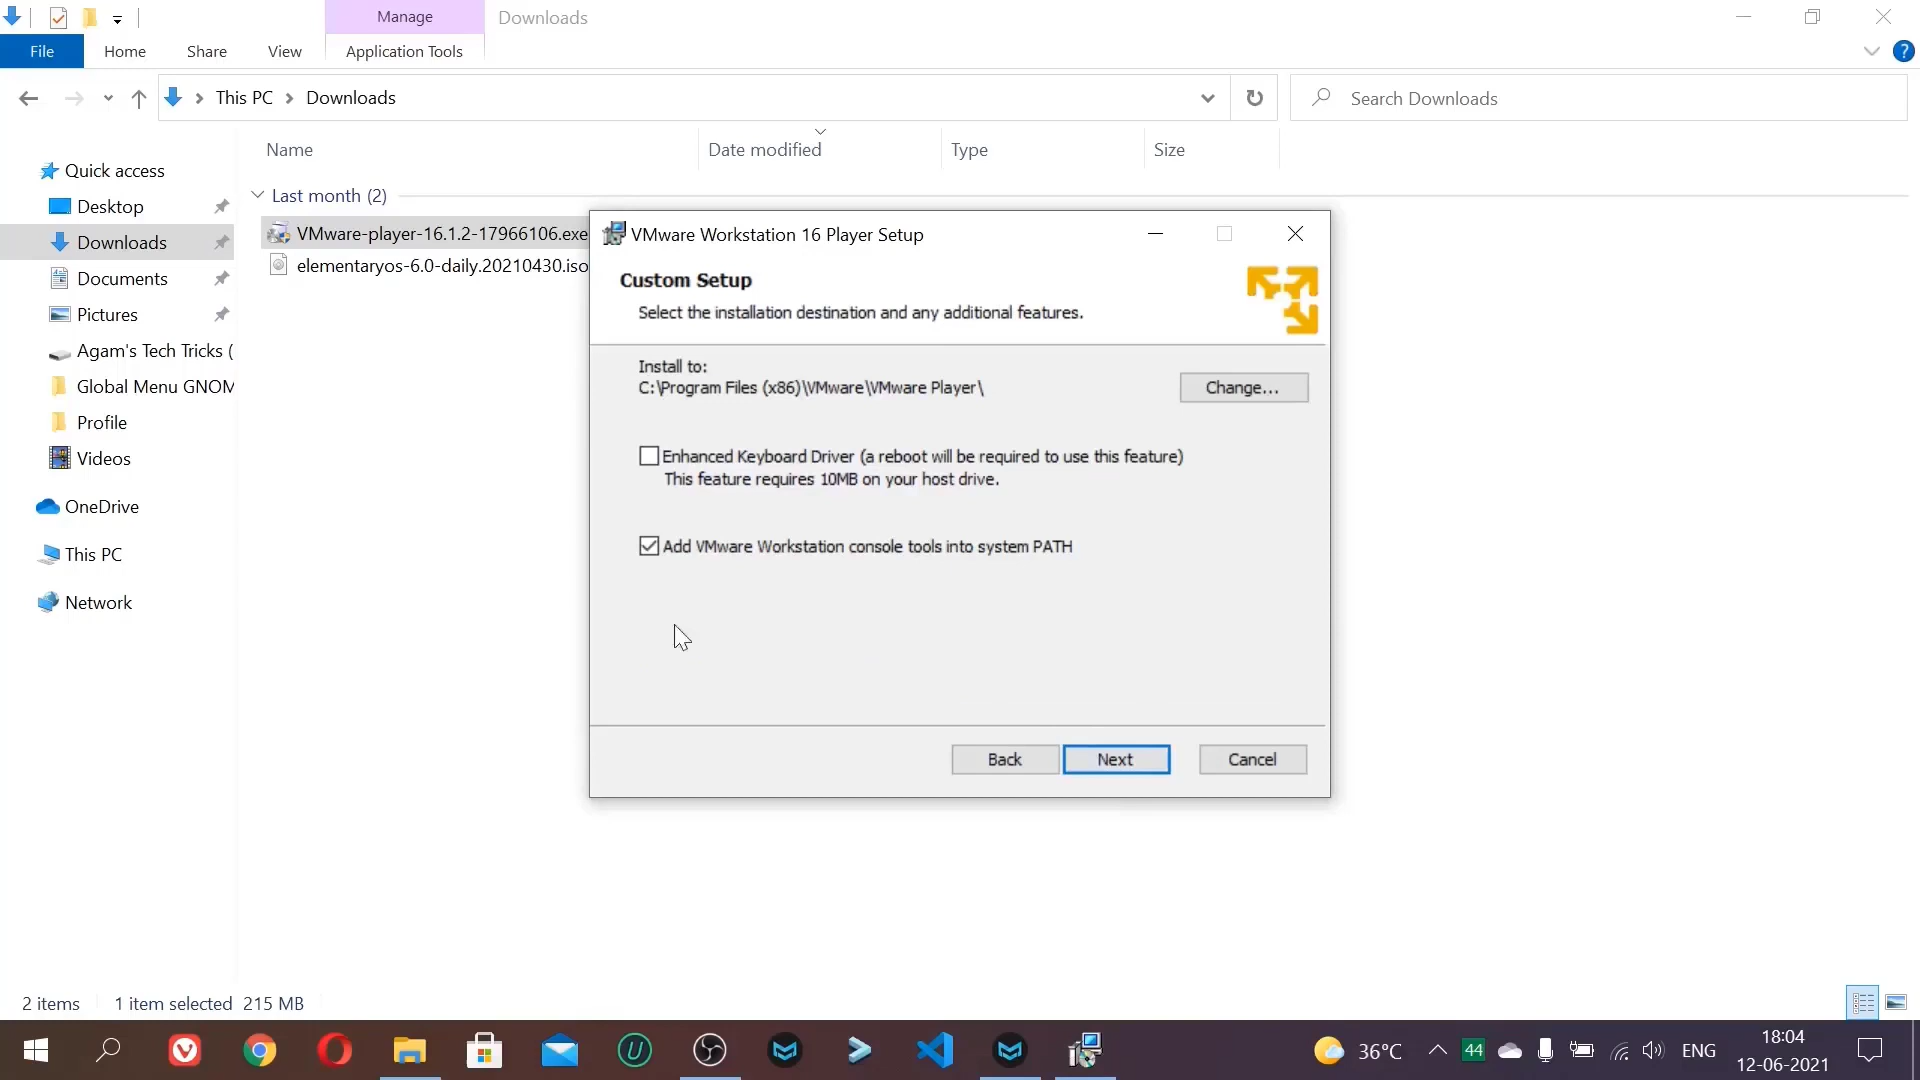 Manage
Downloads
File
Home
Share
View
Application Tools
This PC
Downloads
Search Downloads
Name
Date modified
Type
Size
Quick access
Desktop
Downloads
Documents
Pictures
Agam's Tech Tricks (
Global Menu GNOM
Profile
Videos
OneDrive
This PC
Network
Last month (2)
VMware-player-16.1.2-17966106.exe
elementaryos-6.0-daily.20210430.iso
VMware Workstation 16 Player Setup
Custom Setup
Select the installation destination and any additional features.
Install to:
C:\Program Files (x86)\VMware\VMware Player\
Change...
Enhanced Keyboard Driver (a reboot will be required to use this feature)
This feature requires 10MB on your host drive.
Add VMware Workstation console tools into system PATH
Back
Next
Cancel
2 items
1 item selected 215 MB
36°C
44
ENG
18:04
12-06-2021